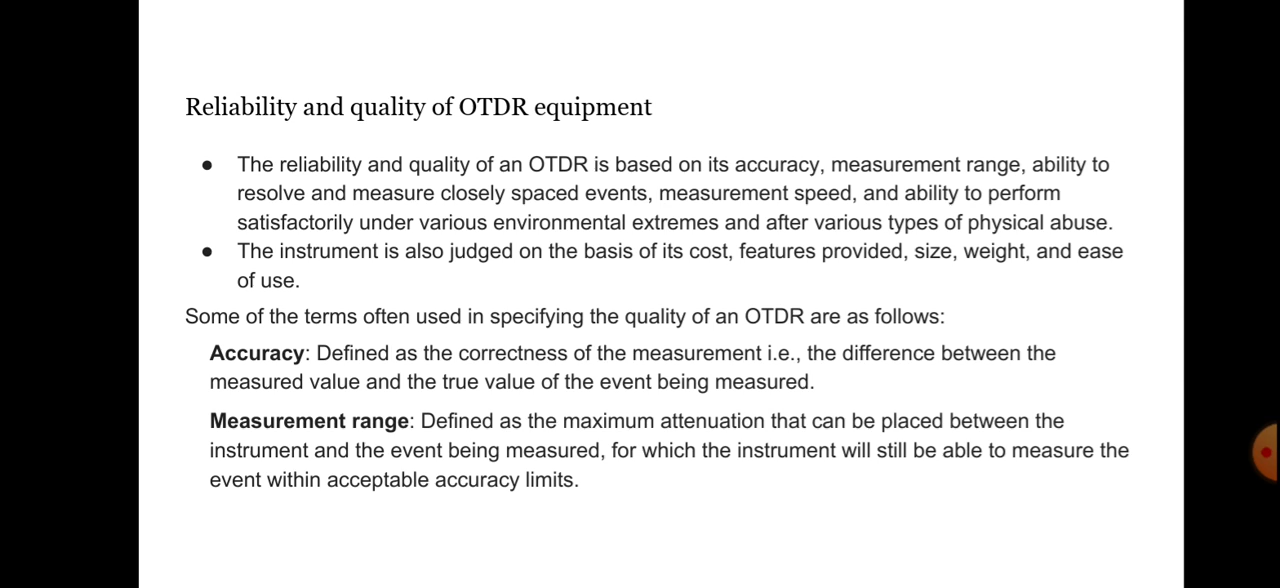 Reliability and quality of OTDR equipment
● The reliability and quality of an OTDR is based on its accuracy, measurement range, ability to
resolve and measure closely spaced events, measurement speed, and ability to perform
satisfactorily under various environmental extremes and after various types of physical abuse.
● The instrument is also judged on the basis of its cost, features provided, size, weight, and ease
of use.
Some of the terms often used in specifying the quality of an OTDR are as follows:
Accuracy: Defined as the correctness of the measurement i.e., the difference between the
measured value and the true value of the event being measured.
Measurement range: Defined as the maximum attenuation that can be placed between the
instrument and the event being measured, for which the instrument will still be able to measure the
event within acceptable accuracy limits.